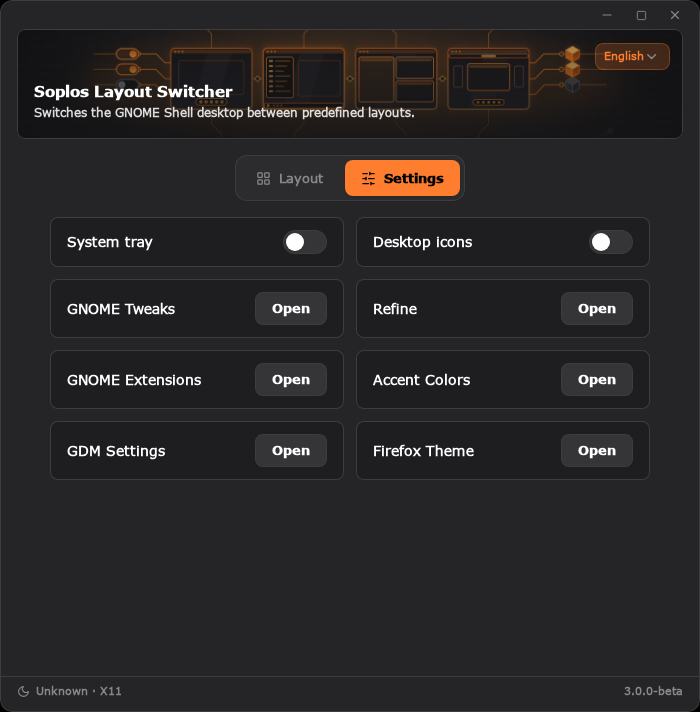 English
Soplos Layout Switcher
Switches the GNOME Shell desktop between predefined layouts.
Layout
Settings
System tray
Desktop icons
GNOME Tweaks
Open
Refine
Open
GNOME Extensions
Open
Accent Colors
Open
GDM Settings
Open
Firefox Theme
Open
Unknown · X11
3.0.0-beta